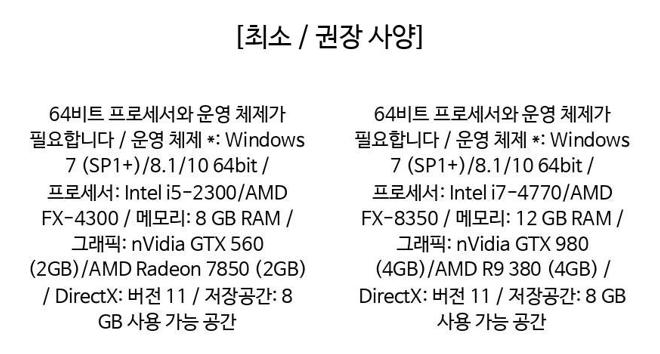 [최소 / 권장 사양]
64비트 프로세서와 운영 체제가
필요합니다 / 운영 체제 *: Windows
7 (SP1+)/8.1/10 64bit /
프로세서: Intel i5-2300/AMD
FX-4300 / 메모리: 8 GB RAM /
그래픽: nVidia GTX 560
(2GB)/AMD Radeon 7850 (2GB)
/ DirectX: 버전 11 / 저장공간: 8
GB 사용 가능 공간
64비트 프로세서와 운영 체제가
필요합니다 / 운영 체제 *: Windows
7 (SP1+)/8.1/10 64bit /
프로세서: Intel i7-4770/AMD
FX-8350 / 메모리: 12 GB RAM /
그래픽: nVidia GTX 980
(4GB)/AMD R9 380 (4GB) /
DirectX: 버전 11 / 저장공간: 8 GB
사용 가능 공간